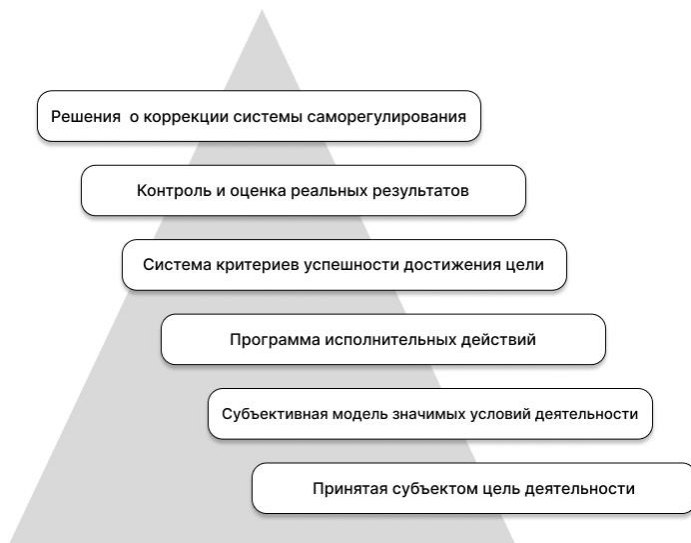 Решения о коррекции системы саморегулирования
Контроль и оценка реальных результатов
Система критериев успешности достижения цели
Программа исполнительных действий
Субъективная модель значимых условий деятельности
Принятая субъектом цель деятельности